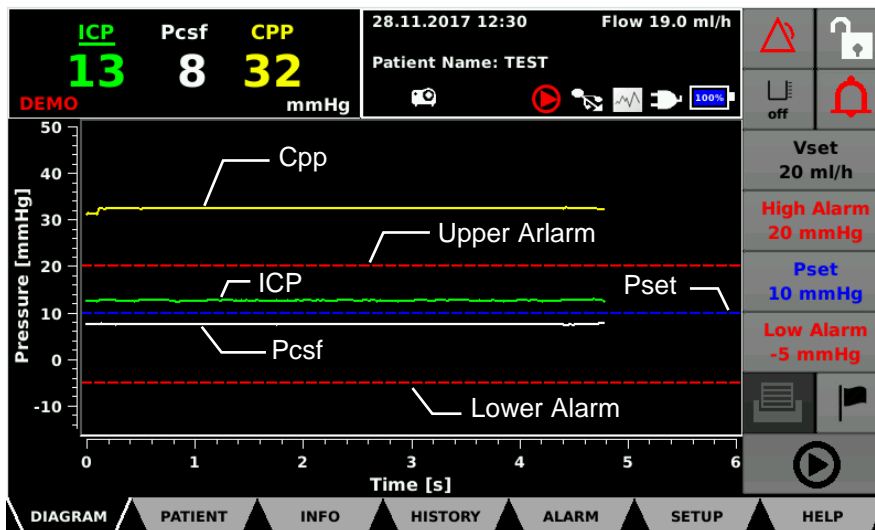 ICP Pcsf CPP
13 8 32
DEMO mmHg
28.11.2017 12:30 Flow 19.0 ml/h
Patient Name: TEST
100%
off
Vset
20 ml/h
High Alarm
20 mmHg
Pset
10 mmHg
Low Alarm
-5 mmHg
Pressure [mmHg]
50
40
30
20
10
0
-10
Cpp
Upper Arlarm
ICP
Pset
Pcsf
Lower Alarm
0 1 2 3 4 5 6
Time [s]
DIAGRAM PATIENT INFO HISTORY ALARM SETUP HELP